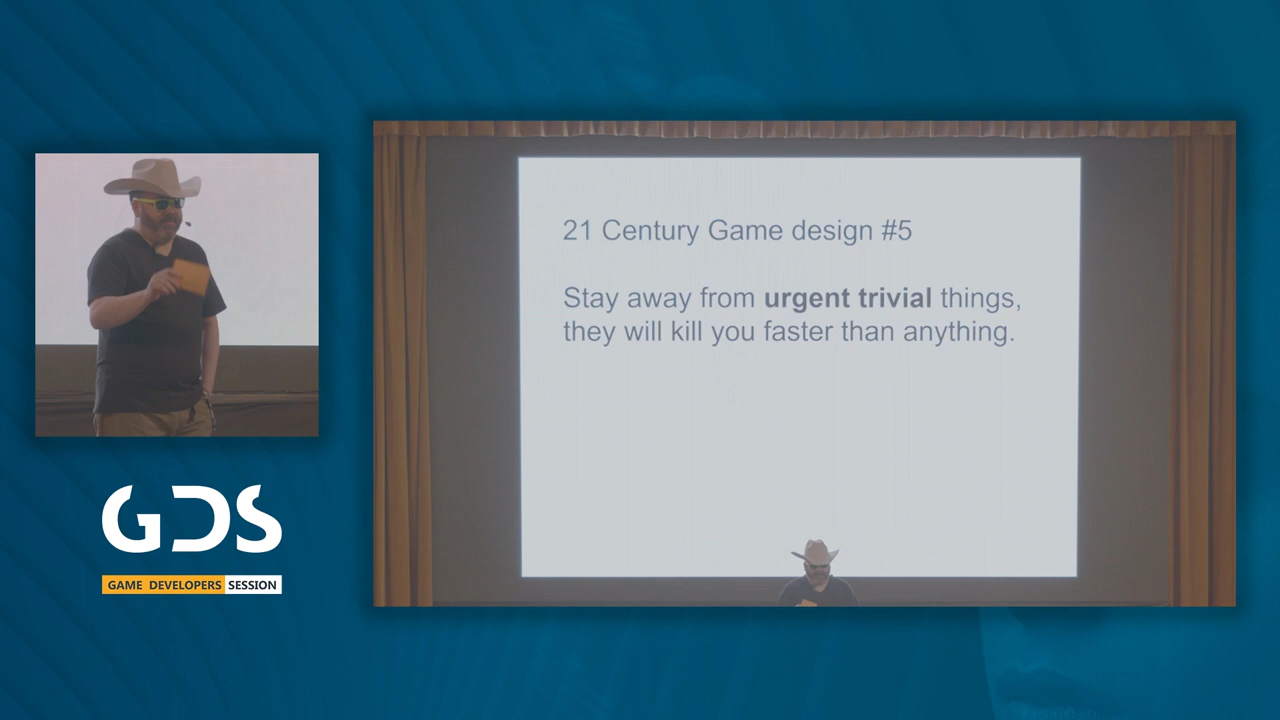 21 Century Game design #5
Stay away from urgent trivial things,
they will kill you faster than anything.
GDS
GAME DEVELOPERS SESSION